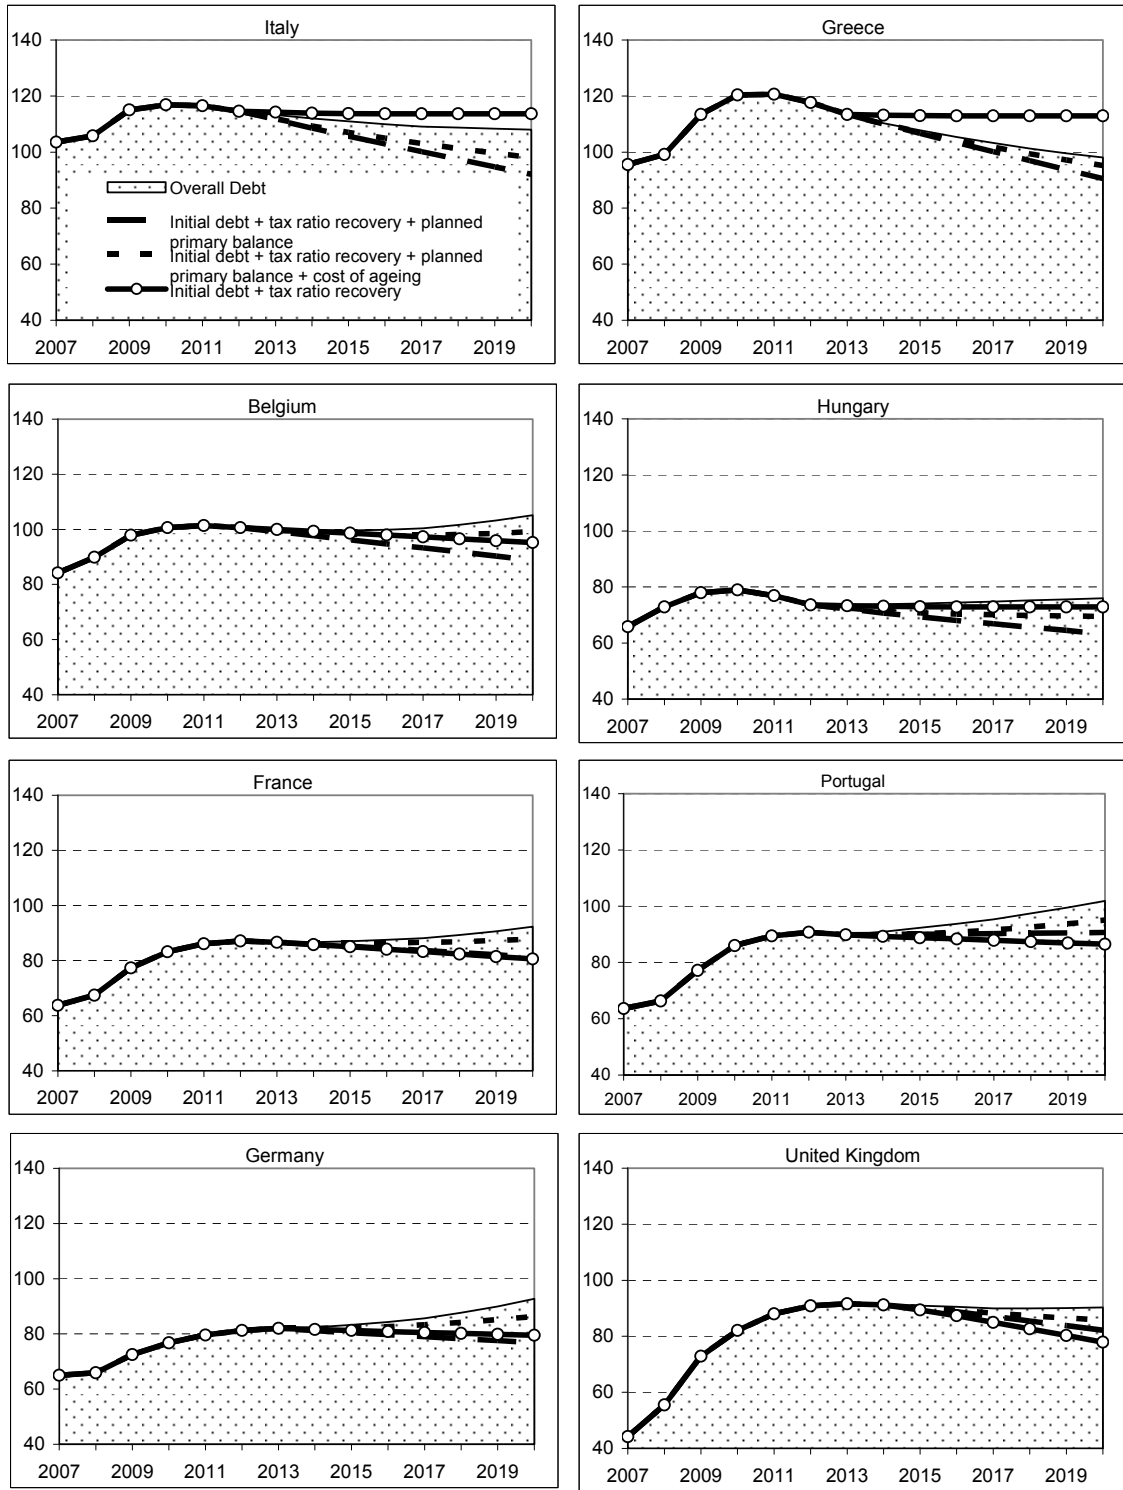 Italy
140
120
100
80
60
40
2007 2009 2011 2013 2015 2017 2019
Overall Debt
Initial debt + tax ratio recovery + planned
primary balance
Initial debt + tax ratio recovery + planned
primary balance + cost of ageing
Initial debt + tax ratio recovery
Greece
140
120
100
80
60
40
2007 2009 2011 2013 2015 2017 2019
Belgium
140
120
100
80
60
40
2007 2009 2011 2013 2015 2017 2019
Hungary
140
120
100
80
60
40
2007 2009 2011 2013 2015 2017 2019
France
140
120
100
80
60
40
2007 2009 2011 2013 2015 2017 2019
Portugal
140
120
100
80
60
40
2007 2009 2011 2013 2015 2017 2019
Germany
140
120
100
80
60
40
2007 2009 2011 2013 2015 2017 2019
United Kingdom
140
120
100
80
60
40
2007 2009 2011 2013 2015 2017 2019